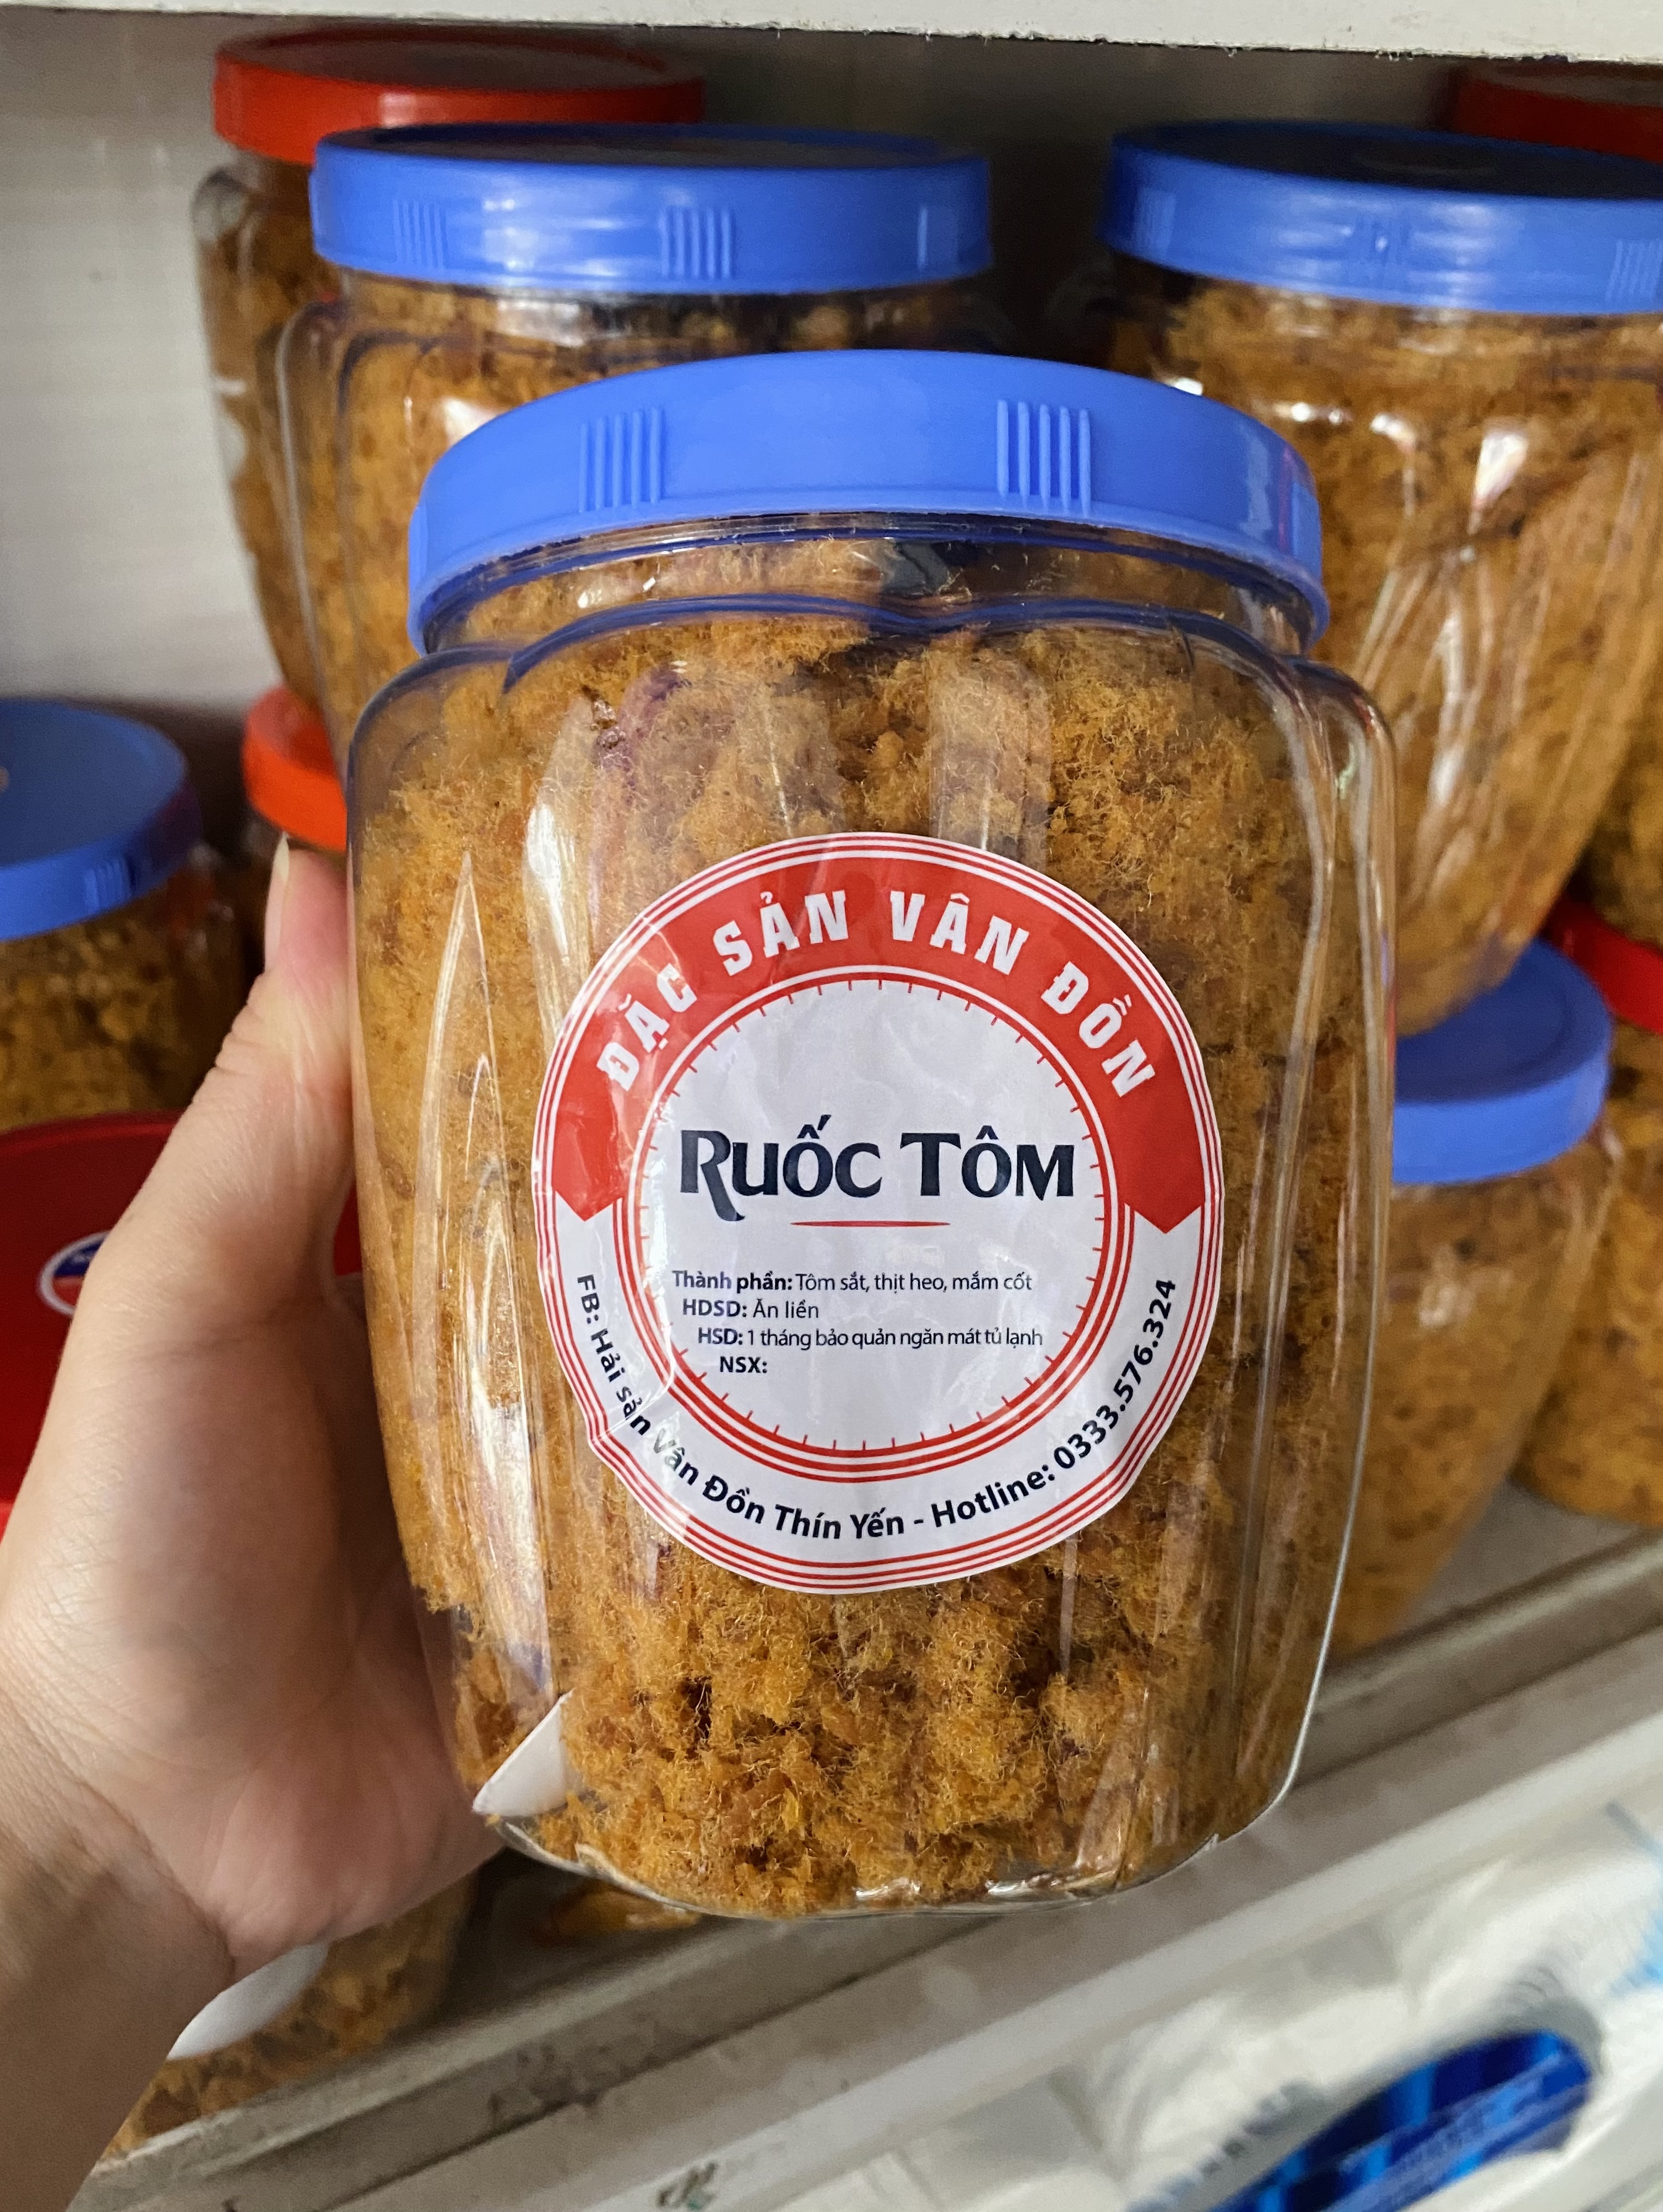 ĐẶC SẢN VÂN ĐỒN
RUỐC TÔM
Thành phần: Tôm sắt, thịt heo, mắm cốt
HDSD: Ăn liền
HSD: 1 tháng bảo quản ngăn mát tủ lạnh
NSX:
FB: Hải sản Vân Đồn Thín Yến - Hotline: 0333.576.324